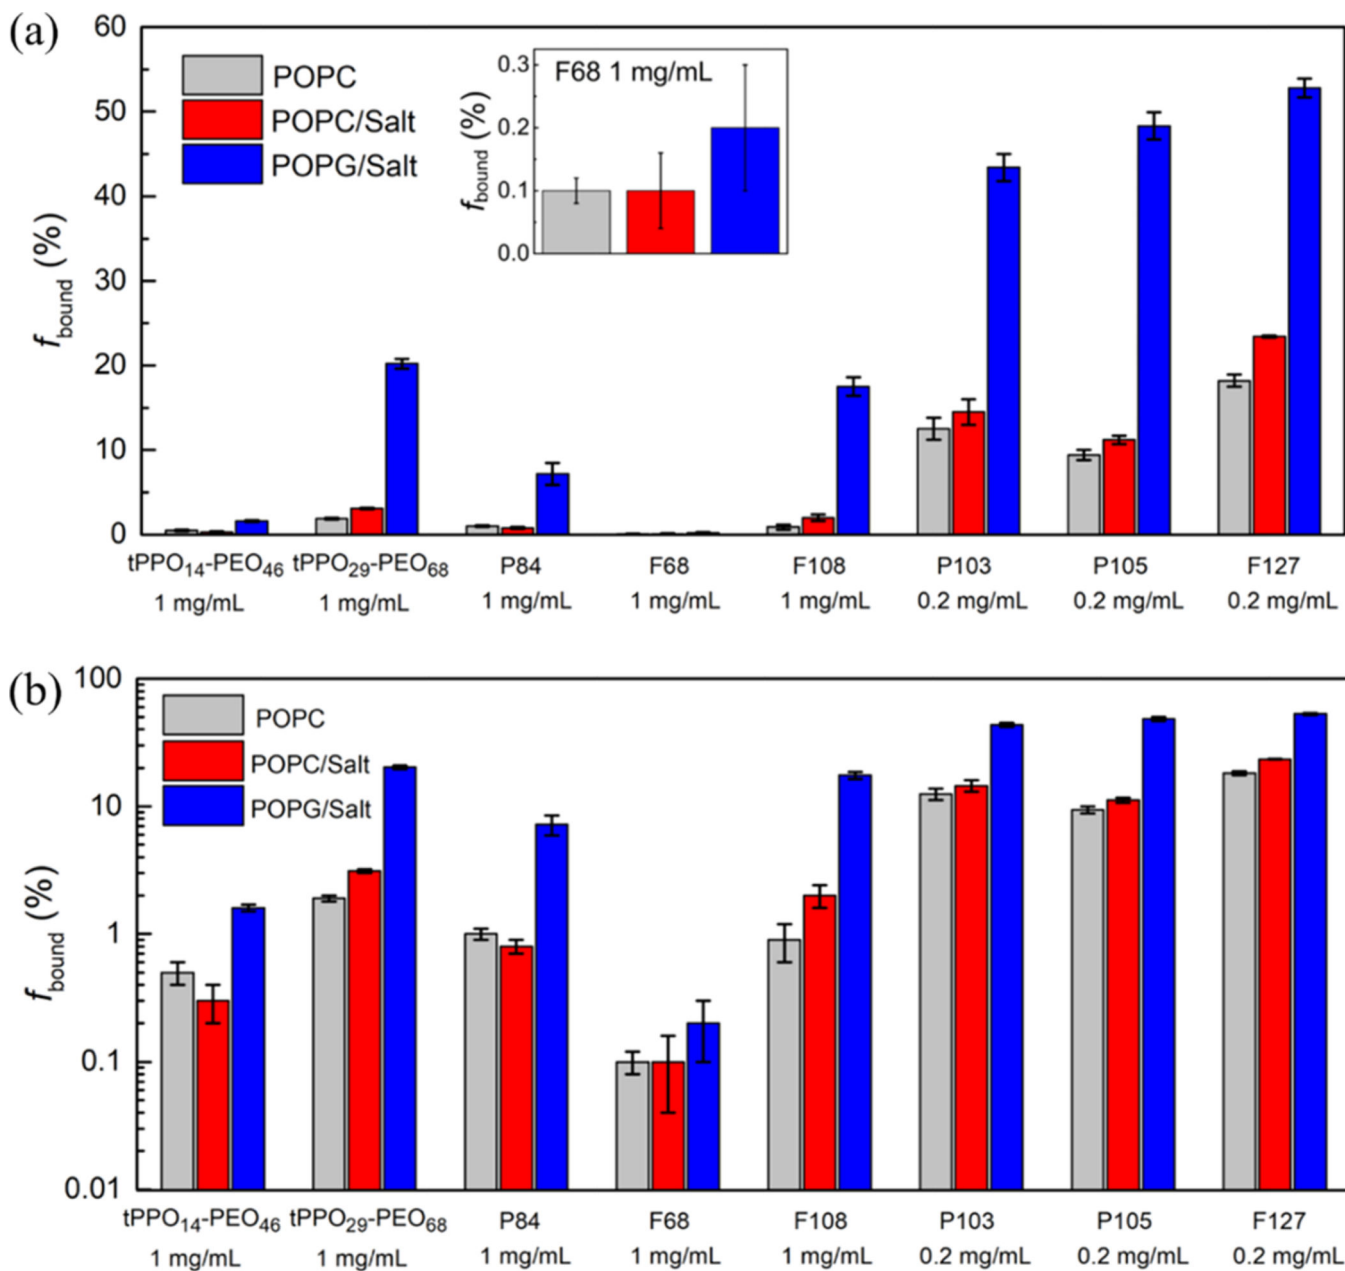 (a)
60
50
40
30
20
10
0
f bound (%)
POPC
POPC/Salt
POPG/Salt
F68 1 mg/mL
0.3
0.2
0.1
0.0
f bound (%)
tPPO14-PEO46 tPPO29-PEO68 P84 F68 F108 P103 P105 F127
1 mg/mL 1 mg/mL 1 mg/mL 1 mg/mL 1 mg/mL 0.2 mg/mL 0.2 mg/mL 0.2 mg/mL
(b)
100
10
1
0.1
0.01
f bound (%)
POPC
POPC/Salt
POPG/Salt
tPPO14-PEO46 tPPO29-PEO68 P84 F68 F108 P103 P105 F127
1 mg/mL 1 mg/mL 1 mg/mL 1 mg/mL 1 mg/mL 0.2 mg/mL 0.2 mg/mL 0.2 mg/mL